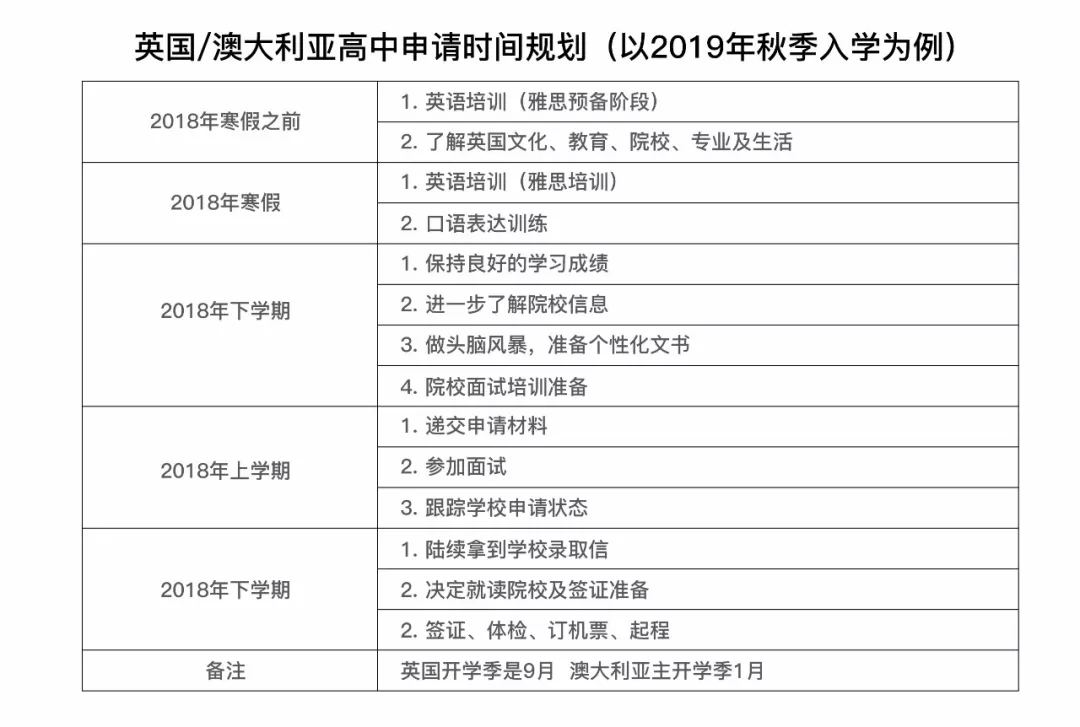 英国/澳大利亚高中申请时间规划（以2019年秋季入学为例）
2018年寒假之前
1. 英语培训（雅思预备阶段）
2. 了解英国文化、教育、院校、专业及生活
2018年寒假
1. 英语培训（雅思培训）
2. 口语表达训练
2018年下学期
1. 保持良好的学习成绩
2. 进一步了解院校信息
3. 做头脑风暴，准备个性化文书
4. 院校面试培训准备
2018年上学期
1. 递交申请材料
2. 参加面试
3. 跟踪学校申请状态
2018年下学期
1. 陆续拿到学校录取信
2. 决定就读院校及签证准备
2. 签证、体检、订机票、起程
备注
英国开学季是9月 澳大利亚主开学季1月